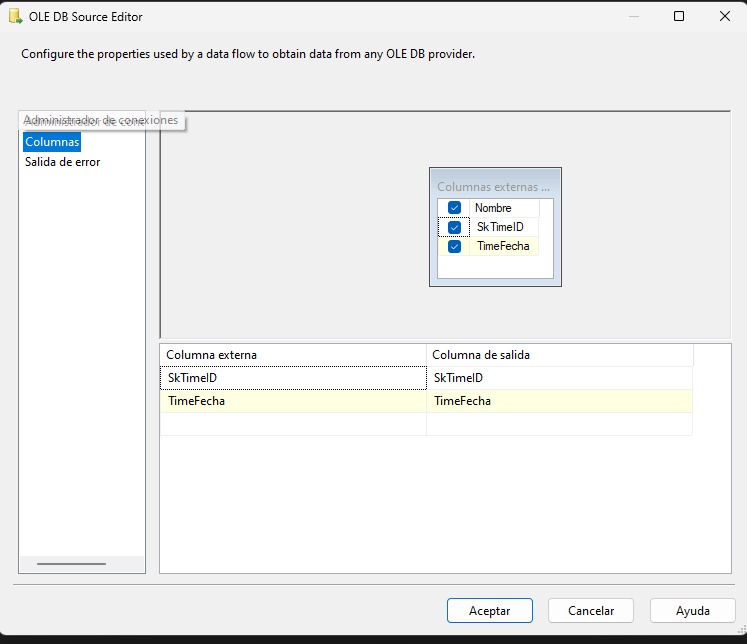 OLE DB Source Editor
Configure the properties used by a data flow to obtain data from any OLE DB provider.
Administrador de conexiones
Columnas
Salida de error
Columnas externas ...
Nombre
SkTimeID
TimeFecha
Columna externa Columna de salida
SkTimeID SkTimeID
TimeFecha TimeFecha
Aceptar Cancelar Ayuda